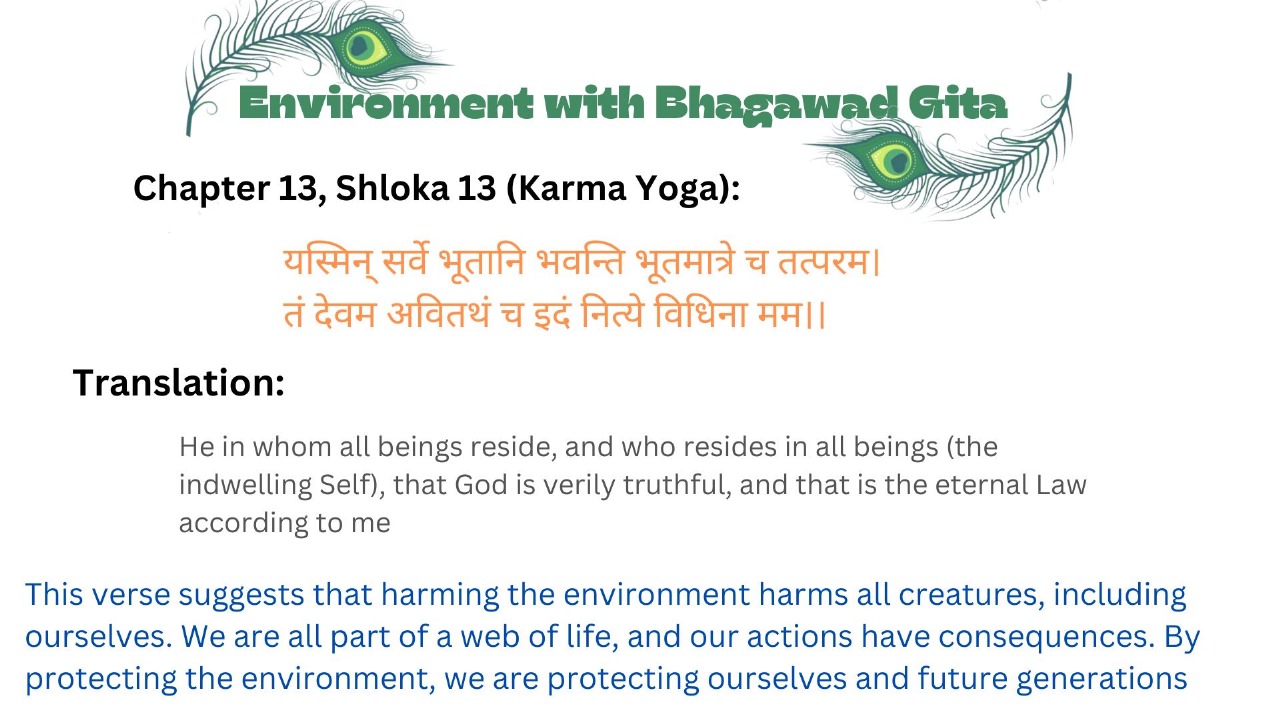 Environment with Bhagawad Gita
Chapter 13, Shloka 13 (Karma Yoga):
यस्मिन् सर्वे भूतानि भवन्ति भूतमात्रे च तत्परम।
तं देवम अवितथं च इदं नित्ये विधिना मम।।
Translation:
He in whom all beings reside, and who resides in all beings (the
indwelling Self), that God is verily truthful, and that is the eternal Law
according to me
This verse suggests that harming the environment harms all creatures, including
ourselves. We are all part of a web of life, and our actions have consequences. By
protecting the environment, we are protecting ourselves and future generations